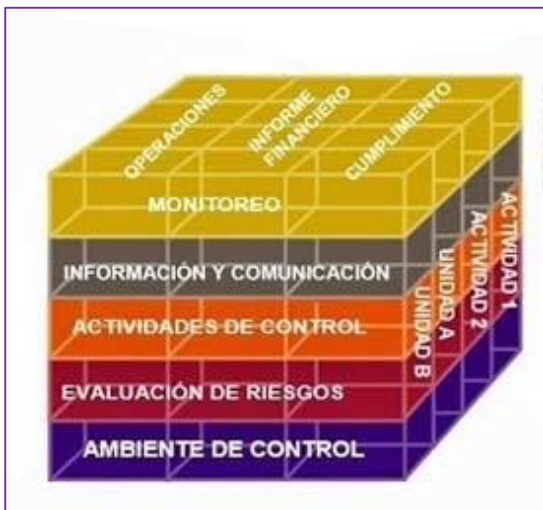 OPERACIONES
INFORME
FINANCIERO
CUMPLIMIENTO
MONITOREO
INFORMACIÓN Y COMUNICACIÓN
ACTIVIDADES DE CONTROL
EVALUACIÓN DE RIESGOS
AMBIENTE DE CONTROL
UNIDAD B
UNIDAD A
ACTIVIDAD 2
ACTIVIDAD 1